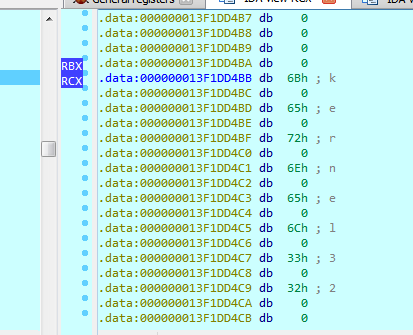 General registers IDA View-RCX IDA V
.data:000000013F1DD4B7 db 0
.data:000000013F1DD4B8 db 0
.data:000000013F1DD4B9 db 0
RBX .data:000000013F1DD4BA db 0
RCX .data:000000013F1DD4BB db 6Bh ; k
.data:000000013F1DD4BC db 0
.data:000000013F1DD4BD db 65h ; e
.data:000000013F1DD4BE db 0
.data:000000013F1DD4BF db 72h ; r
.data:000000013F1DD4C0 db 0
.data:000000013F1DD4C1 db 6Eh ; n
.data:000000013F1DD4C2 db 0
.data:000000013F1DD4C3 db 65h ; e
.data:000000013F1DD4C4 db 0
.data:000000013F1DD4C5 db 6Ch ; l
.data:000000013F1DD4C6 db 0
.data:000000013F1DD4C7 db 33h ; 3
.data:000000013F1DD4C8 db 0
.data:000000013F1DD4C9 db 32h ; 2
.data:000000013F1DD4CA db 0
.data:000000013F1DD4CB db 0